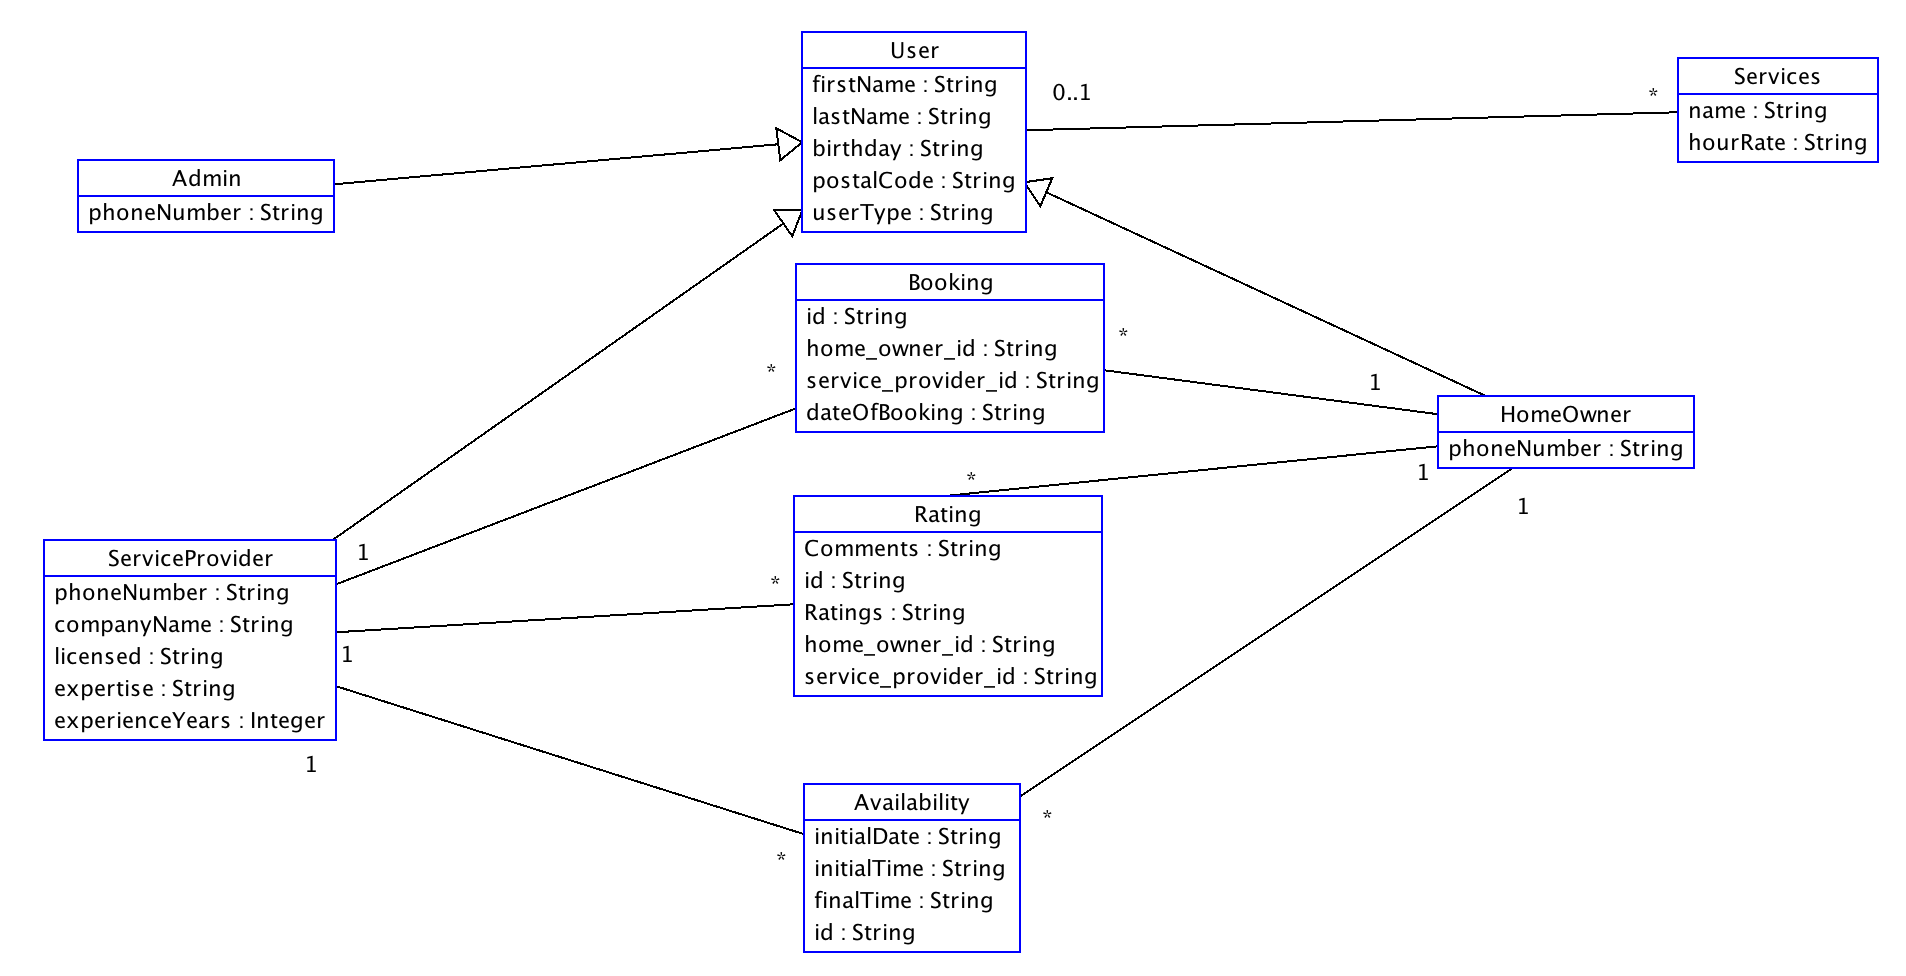 User
firstName : String
lastName : String
birthday : String
postalCode : String
userType : String
0..1
*
Services
name : String
hourRate : String
Admin
phoneNumber : String
Booking
id : String
home_owner_id : String
service_provider_id : String
dateOfBooking : String
*
*
1
1
HomeOwner
phoneNumber : String
1
*
1
Rating
Comments : String
id : String
Ratings : String
home_owner_id : String
service_provider_id : String
*
1
ServiceProvider
phoneNumber : String
companyName : String
licensed : String
expertise : String
experienceYears : Integer
1
*
*
Availability
initialDate : String
initialTime : String
finalTime : String
id : String